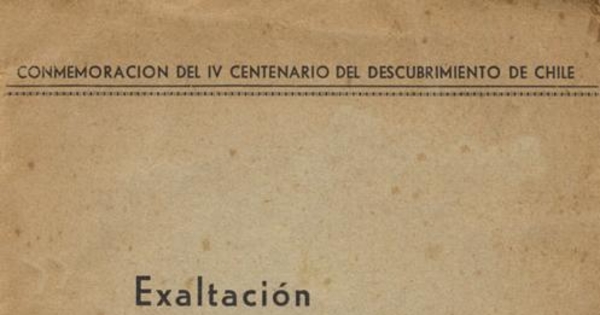 CONMEMORACION DEL IV CENTENARIO DEL DESCUBRIMIENTO DE CHILE
Exaltación